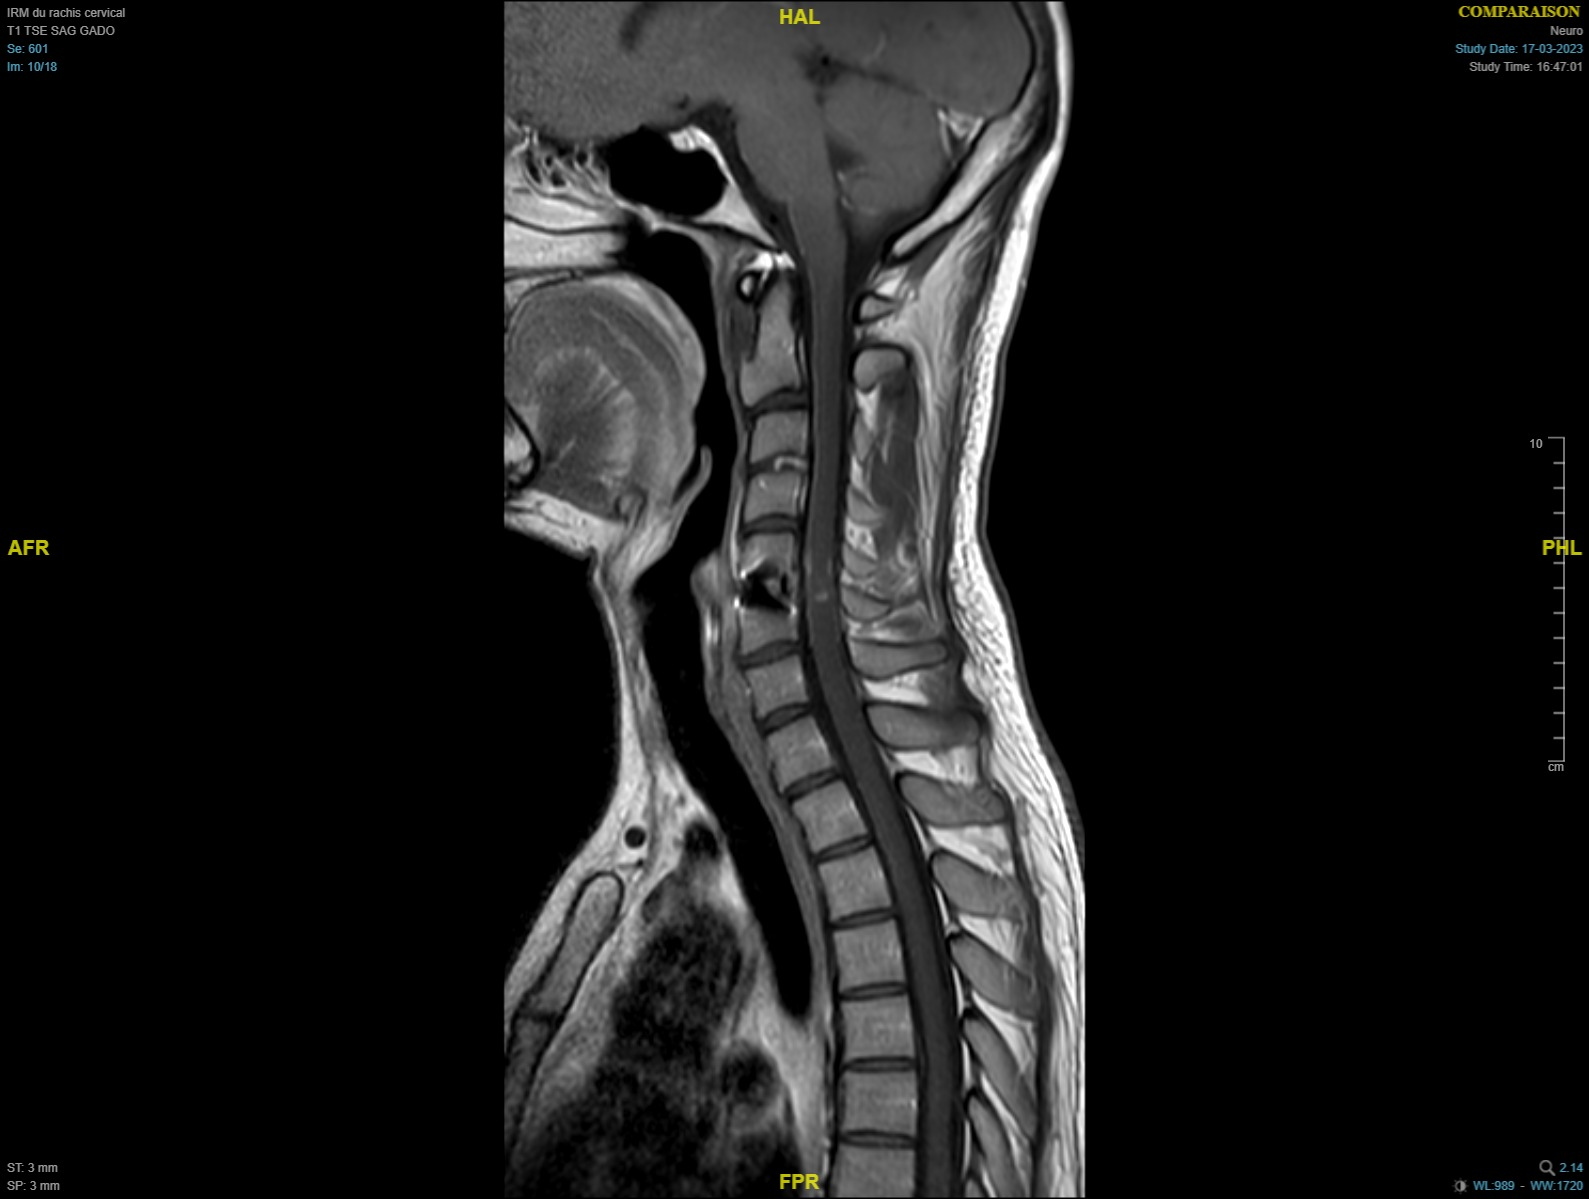 IRM du rachis cervical
T1 TSE SAG GADO
Se: 601
Im: 10/18
HAL
COMPARAISON
Neuro
Study Date: 17-03-2023
Study Time: 16:47:01
10
AFR
PHL
cm
ST: 3 mm
SP: 3 mm
FPR
2.14
WL:989 - WW:1720